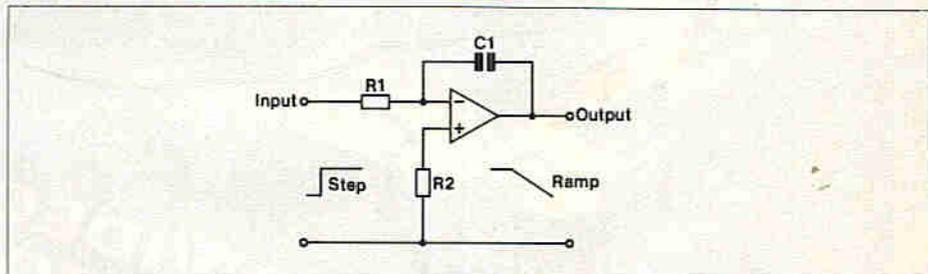 C1
R1
Input
Output
Step
R2
Ramp